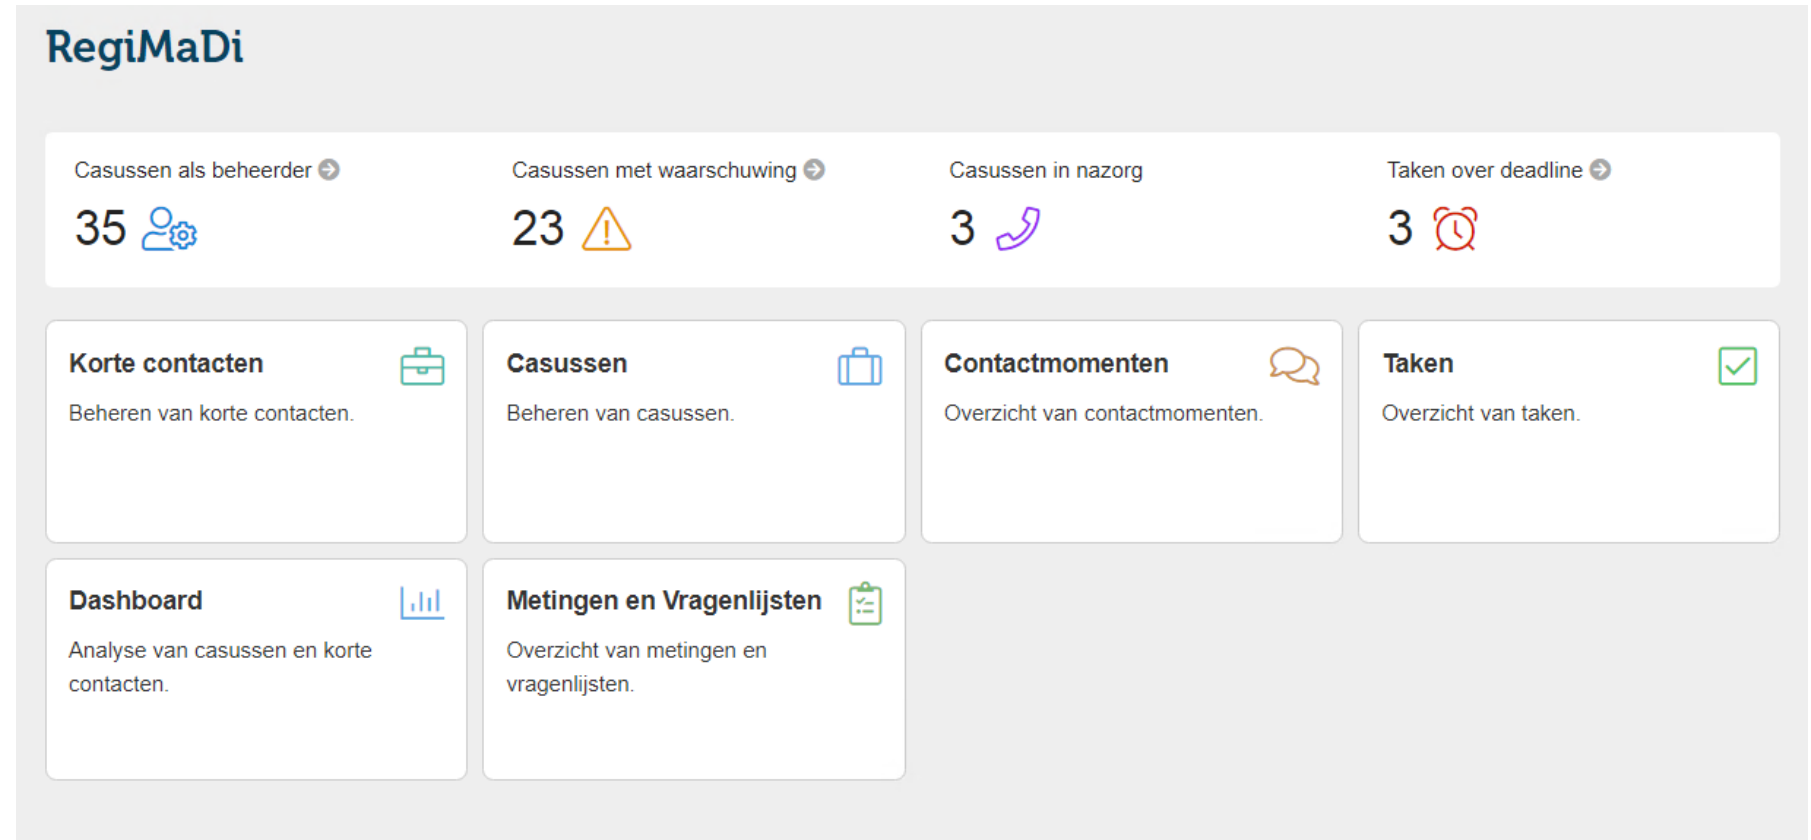 RegiMaDi
Casussen als beheerder
35
Casussen met waarschuwing
23
Casussen in nazorg
3
Taken over deadline
3
Korte contacten
Beheren van korte contacten.
Casussen
Beheren van casussen.
Contactmomenten
Overzicht van contactmomenten.
Taken
Overzicht van taken.
Dashboard
Analyse van casussen en korte
contacten.
Metingen en Vragenlijsten
Overzicht van metingen en
vragenlijsten.